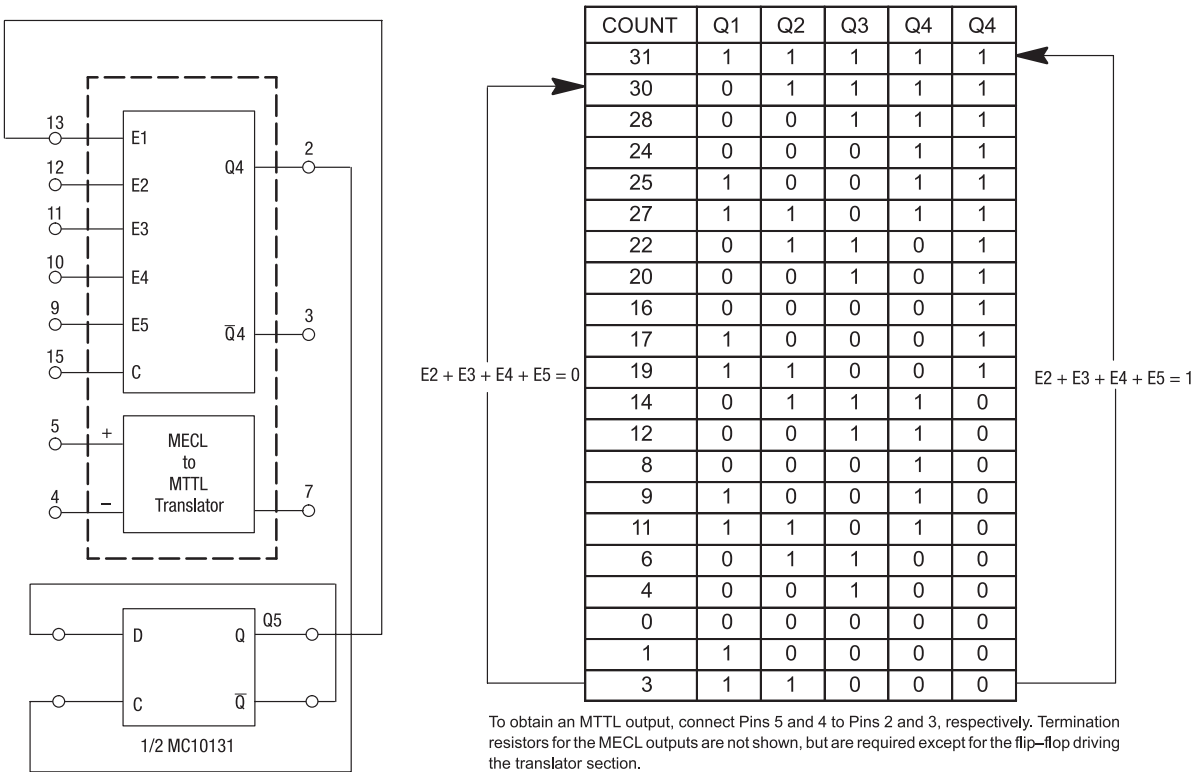 13
E1
12
E2
11
E3
10
E4
9
E5
15
C
Q4
2
Q̅4
3
5
+
4
–
MECL
to
MTTL
Translator
7
D
Q
Q5
C
Q̅
1/2 MC10131
COUNT Q1 Q2 Q3 Q4 Q4
31 1 1 1 1 1
30 0 1 1 1 1
28 0 0 1 1 1
24 0 0 0 1 1
25 1 0 0 1 1
27 1 1 0 1 1
22 0 1 1 0 1
20 0 0 1 0 1
16 0 0 0 0 1
17 1 0 0 0 1
19 1 1 0 0 1
14 0 1 1 1 0
12 0 0 1 1 0
8 0 0 0 1 0
9 1 0 0 1 0
11 1 1 0 1 0
6 0 1 1 0 0
4 0 0 1 0 0
0 0 0 0 0 0
1 1 0 0 0 0
3 1 1 0 0 0
E2 + E3 + E4 + E5 = 0
E2 + E3 + E4 + E5 = 1
To obtain an MTTL output, connect Pins 5 and 4 to Pins 2 and 3, respectively. Termination
resistors for the MECL outputs are not shown, but are required except for the flip–flop driving
the translator section.